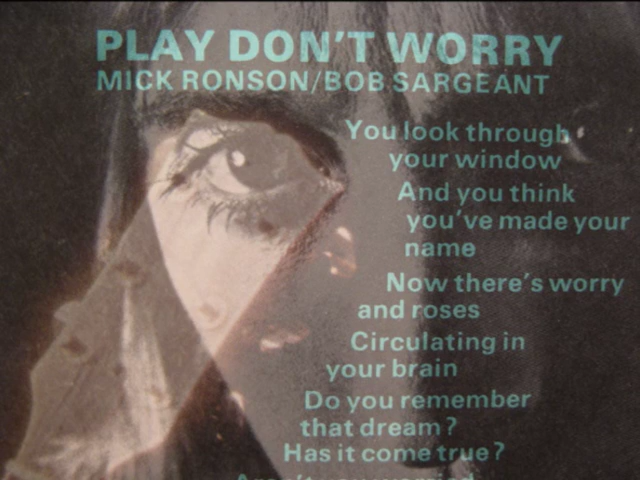 PLAY DON'T WORRY
MICK RONSON/BOB SARGEANT
You look through
your window
And you think
you've made your
name
Now there's worry
and roses
Circulating in
your brain
Do you remember
that dream?
Has it come true?